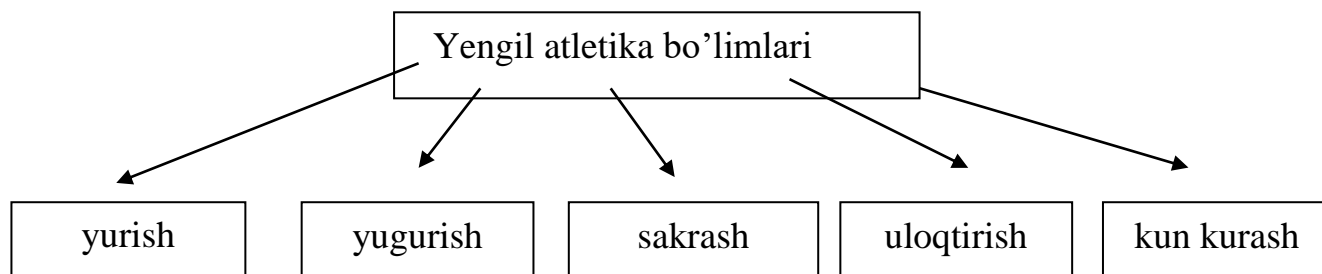 Yengil atletika bo’limlari
yurish
yugurish
sakrash
uloqtirish
kun kurash